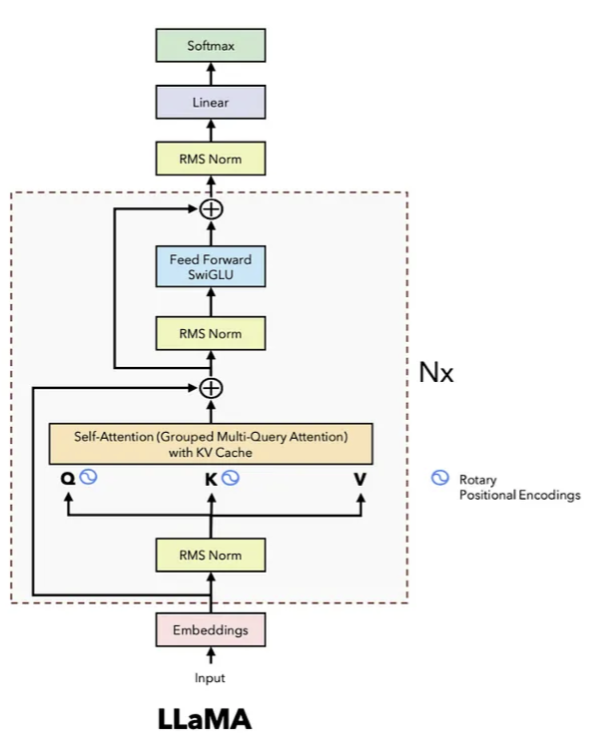 Softmax
Linear
RMS Norm
Feed Forward
SwiGLU
RMS Norm
Nx
Self-Attention (Grouped Multi-Query Attention)
with KV Cache
Q K V
Rotary
Positional Encodings
RMS Norm
Embeddings
Input
LLaMA